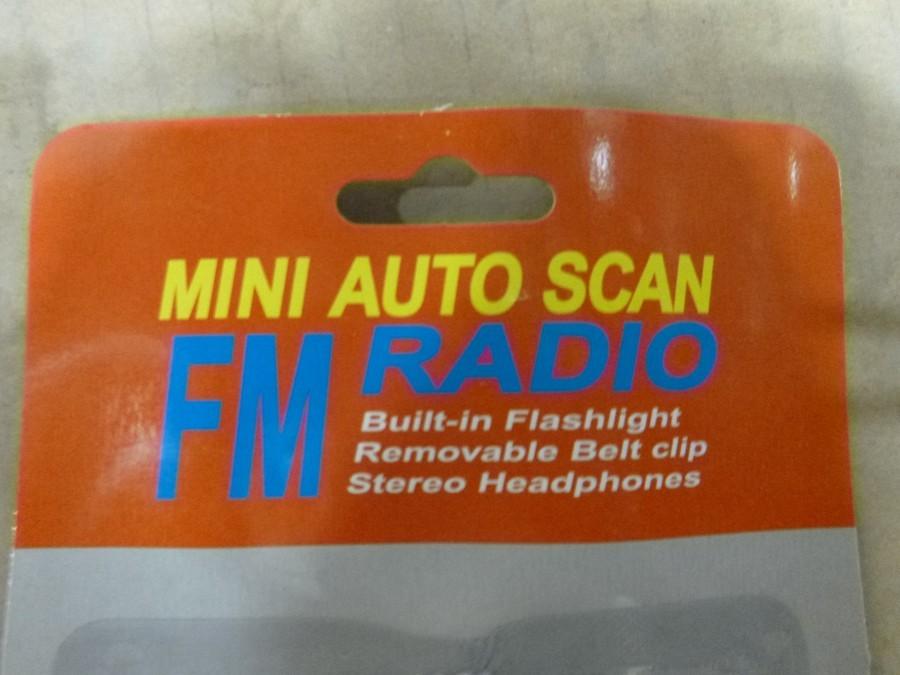 MINI AUTO SCAN
FM RADIO
Built-in Flashlight
Removable Belt clip
Stereo Headphones